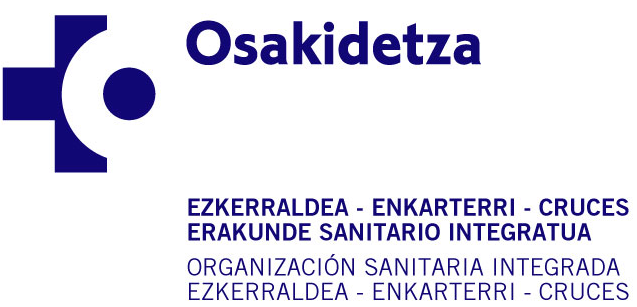 Osakidetza
EZKERRALDEA - ENKARTERRI - CRUCES
ERAKUNDE SANITARIO INTEGRATUA
ORGANIZACIÓN SANITARIA INTEGRADA
EZKERRALDEA - ENKARTERRI - CRUCES